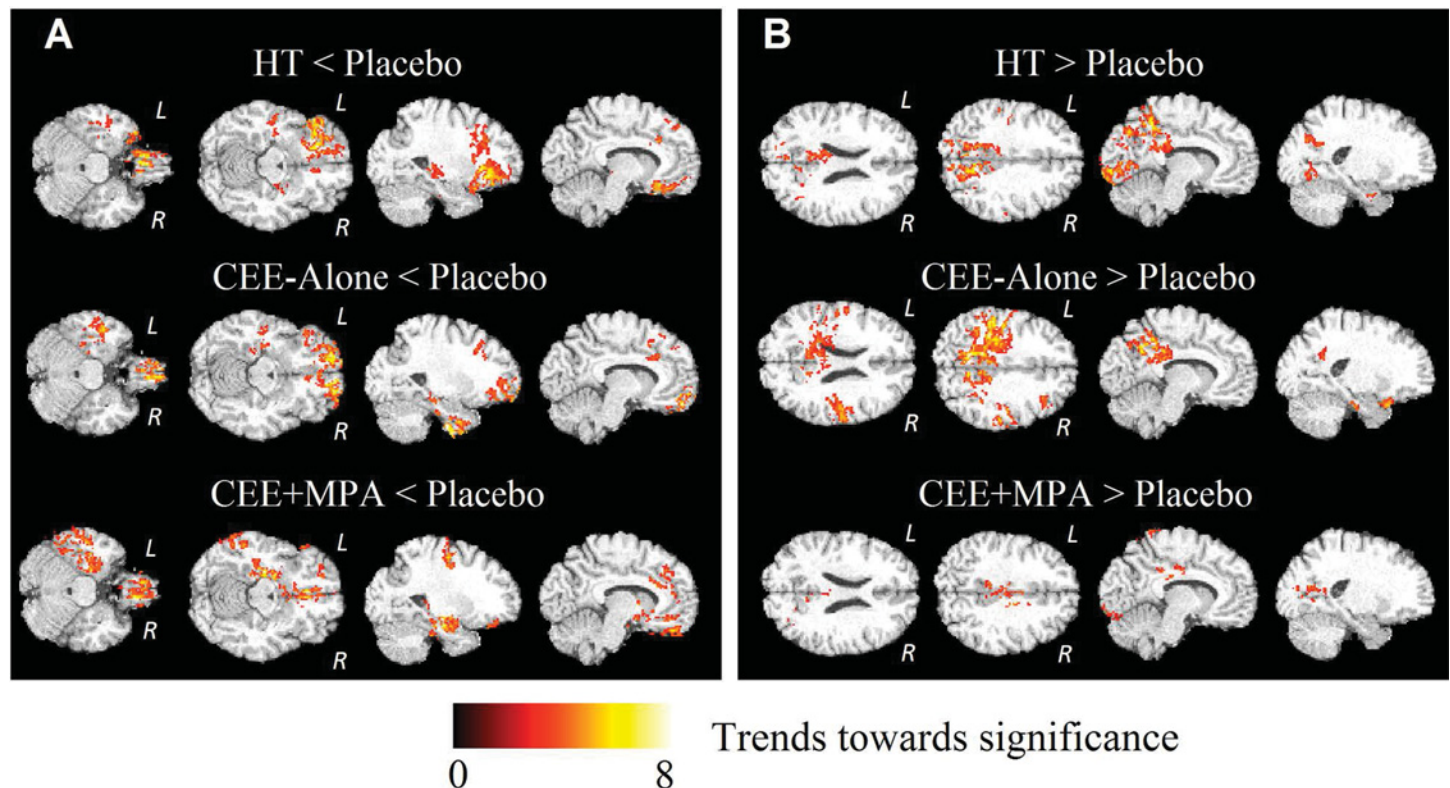 A
HT < Placebo
L
L
R
R
CEE-Alone < Placebo
L
L
R
R
CEE+MPA < Placebo
L
L
R
R
B
HT > Placebo
L
L
R
R
CEE-Alone > Placebo
L
L
R
R
CEE+MPA > Placebo
L
L
R
R
Trends towards significance
0 8